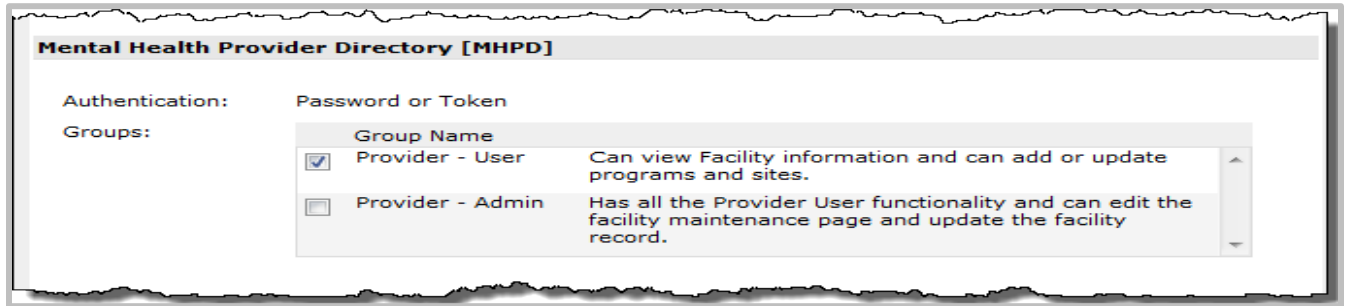 Mental Health Provider Directory [MHPD]
Authentication: Password or Token
Groups: Group Name
Provider - User Can view Facility information and can add or update
programs and sites.
Provider - Admin Has all the Provider User functionality and can edit the
facility maintenance page and update the facility
record.